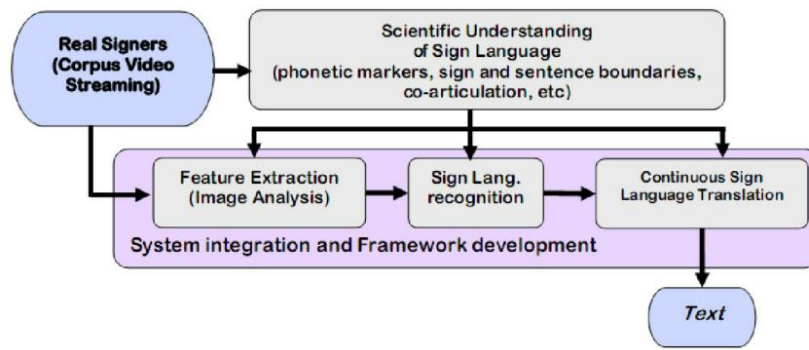 Real Signers
(Corpus Video
Streaming)
Scientific Understanding
of Sign Language
(phonetic markers, sign and sentence boundaries,
co-articulation, etc)
Feature Extraction
(Image Analysis)
Sign Lang.
recognition
Continuous Sign
Language Translation
System integration and Framework development
Text